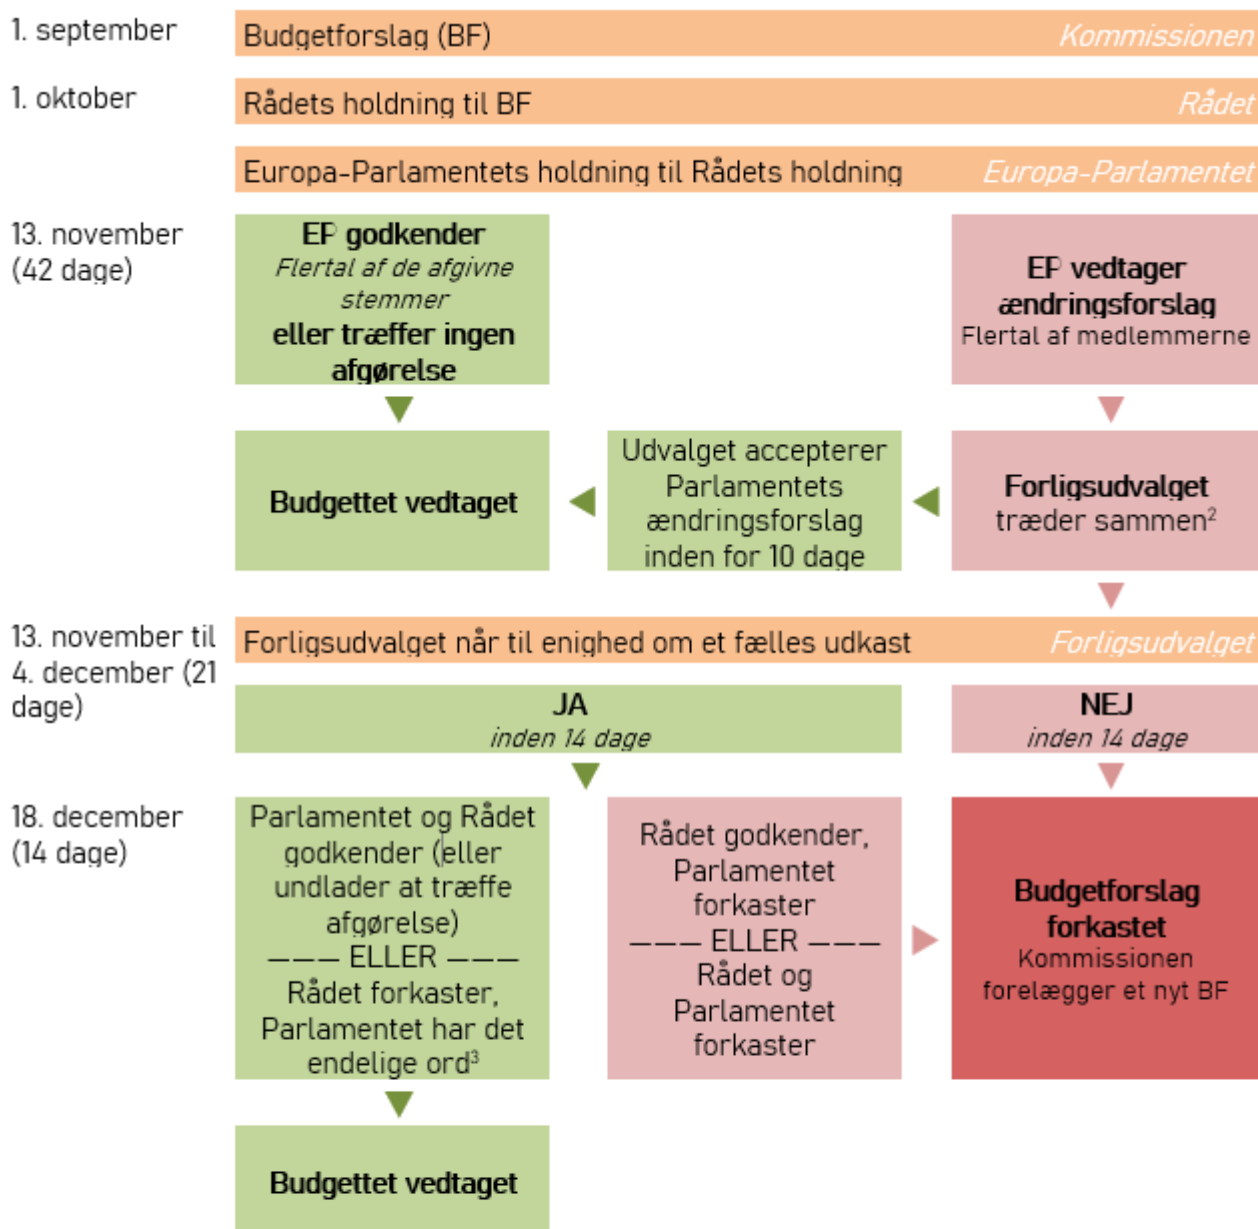 1. september
Budgetforslag (BF)
Kommissionen
1. oktober
Rådets holdning til BF
Rådet
Europa-Parlamentets holdning til Rådets holdning
Europa-Parlamentet
13. november
(42 dage)
EP godkender
Flertal af de afgivne
stemmer
eller træffer ingen
afgørelse
EP vedtager
ændringsforslag
Flertal af medlemmerne
Budgettet vedtaget
Udvalget accepterer
Parlamentets
ændringsforslag
inden for 10 dage
Forligsudvalget
træder sammen²
13. november til
4. december (21
dage)
Forligsudvalget når til enighed om et fælles udkast
Forligsudvalget
JA
inden 14 dage
NEJ
inden 14 dage
18. december
(14 dage)
Parlamentet og Rådet
godkender (eller
undlader at træffe
afgørelse)
––– ELLER –––
Rådet forkaster,
Parlamentet har det
endelige ord³
Rådet godkender,
Parlamentet
forkaster
––– ELLER –––
Rådet og
Parlamentet
forkaster
Budgetforslag
forkastet
Kommissionen
forelægger et nyt BF
Budgettet vedtaget